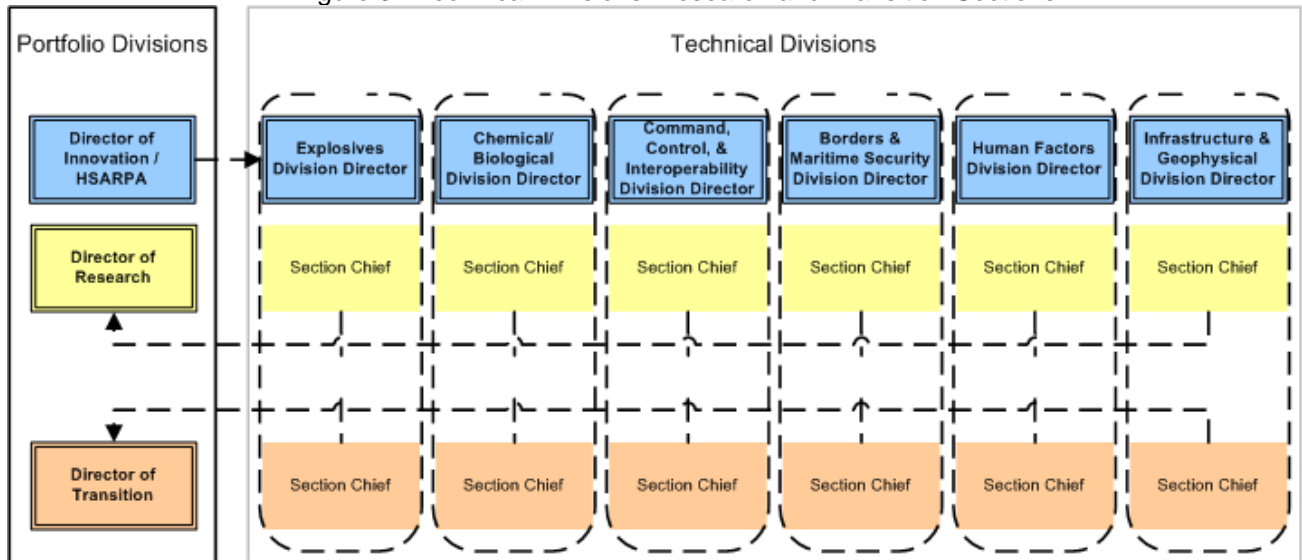 Portfolio Divisions
Technical Divisions
Director of
Innovation /
HSARPA
Explosives
Division Director
Chemical/
Biological
Division Director
Command,
Control, &
Interoperability
Division Director
Borders &
Maritime Security
Division Director
Human Factors
Division Director
Infrastructure &
Geophysical
Division Director
Director of
Research
Section Chief
Section Chief
Section Chief
Section Chief
Section Chief
Section Chief
Director of
Transition
Section Chief
Section Chief
Section Chief
Section Chief
Section Chief
Section Chief